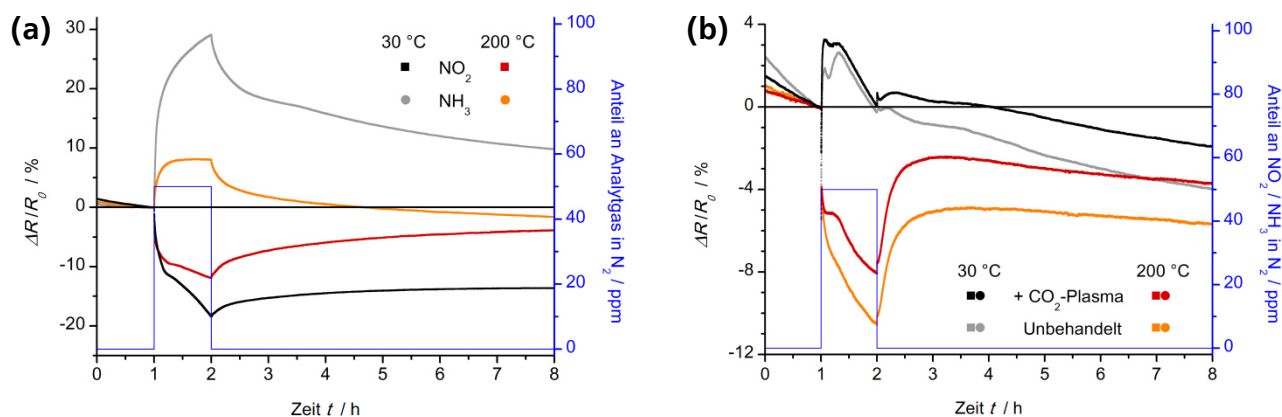 (a)
30
20
10
0
-10
-20
ΔR/R₀ / %
0 1 2 3 4 5 6 7 8
Zeit t / h
100
80
60
40
20
0
Anteil an Analytgas in N₂ / ppm
30 °C 200 °C
NO₂
NH₃
(b)
4
0
-4
-8
-12
ΔR/R₀ / %
0 1 2 3 4 5 6 7 8
Zeit t / h
100
80
60
40
20
0
Anteil an NO₂ / NH₃ in N₂ / ppm
30 °C 200 °C
+ CO₂-Plasma
Unbehandelt